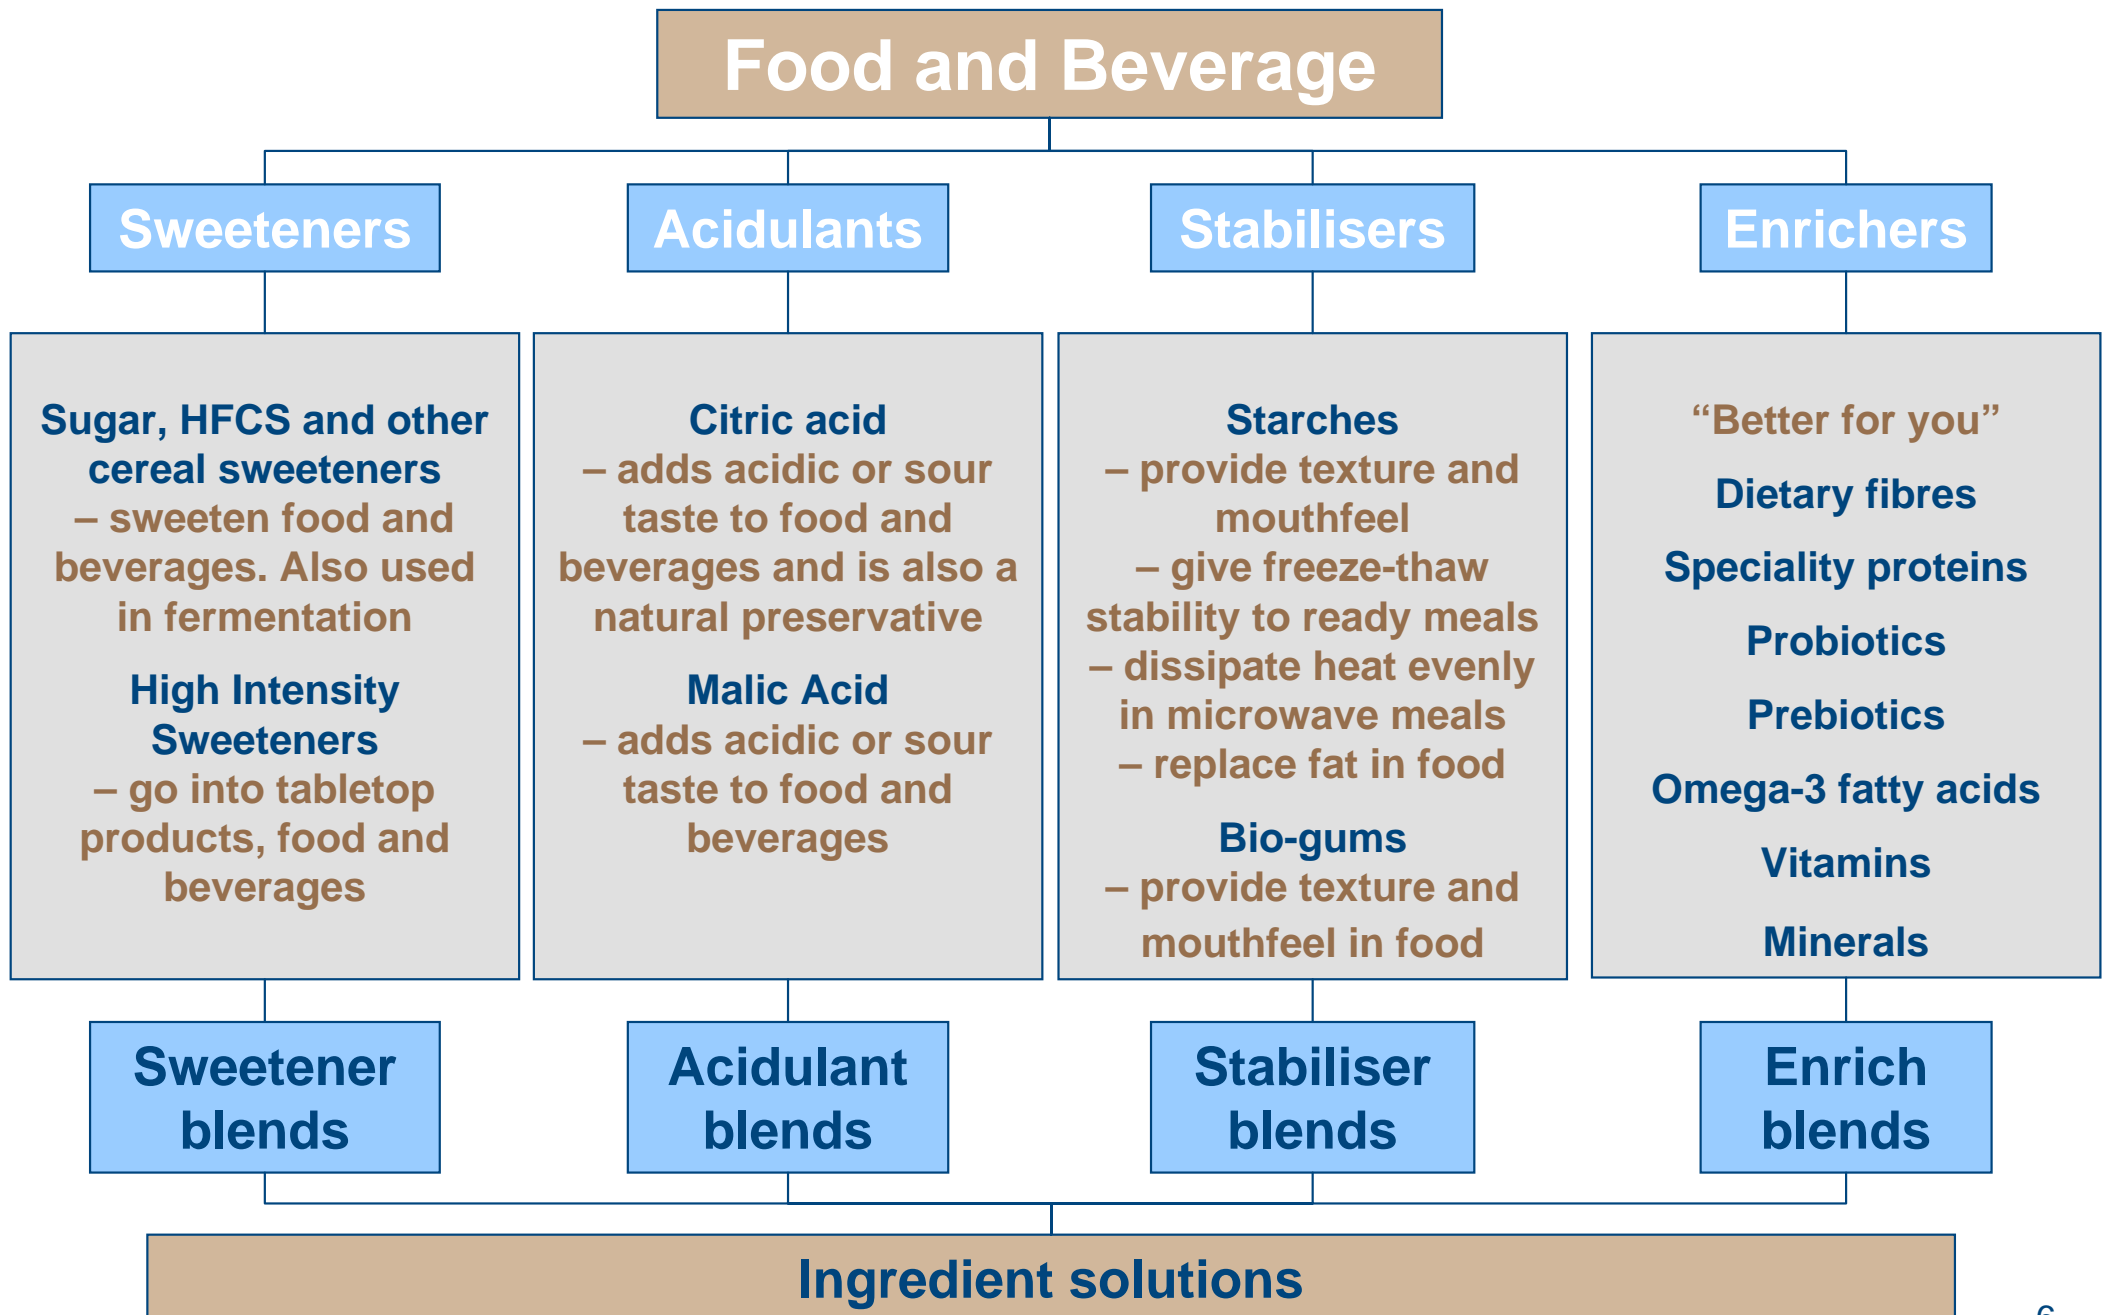 Food and Beverage
Sweeteners
Acidulants
Stabilisers
Enrichers
Sugar, HFCS and other
cereal sweeteners
– sweeten food and
beverages. Also used
in fermentation
High Intensity
Sweeteners
– go into tabletop
products, food and
beverages
Citric acid
– adds acidic or sour
taste to food and
beverages and is also a
natural preservative
Malic Acid
– adds acidic or sour
taste to food and
beverages
Starches
– provide texture and
mouthfeel
– give freeze-thaw
stability to ready meals
– dissipate heat evenly
in microwave meals
– replace fat in food
Bio-gums
– provide texture and
mouthfeel in food
“Better for you”
Dietary fibres
Speciality proteins
Probiotics
Prebiotics
Omega-3 fatty acids
Vitamins
Minerals
Sweetener
blends
Acidulant
blends
Stabiliser
blends
Enrich
blends
Ingredient solutions